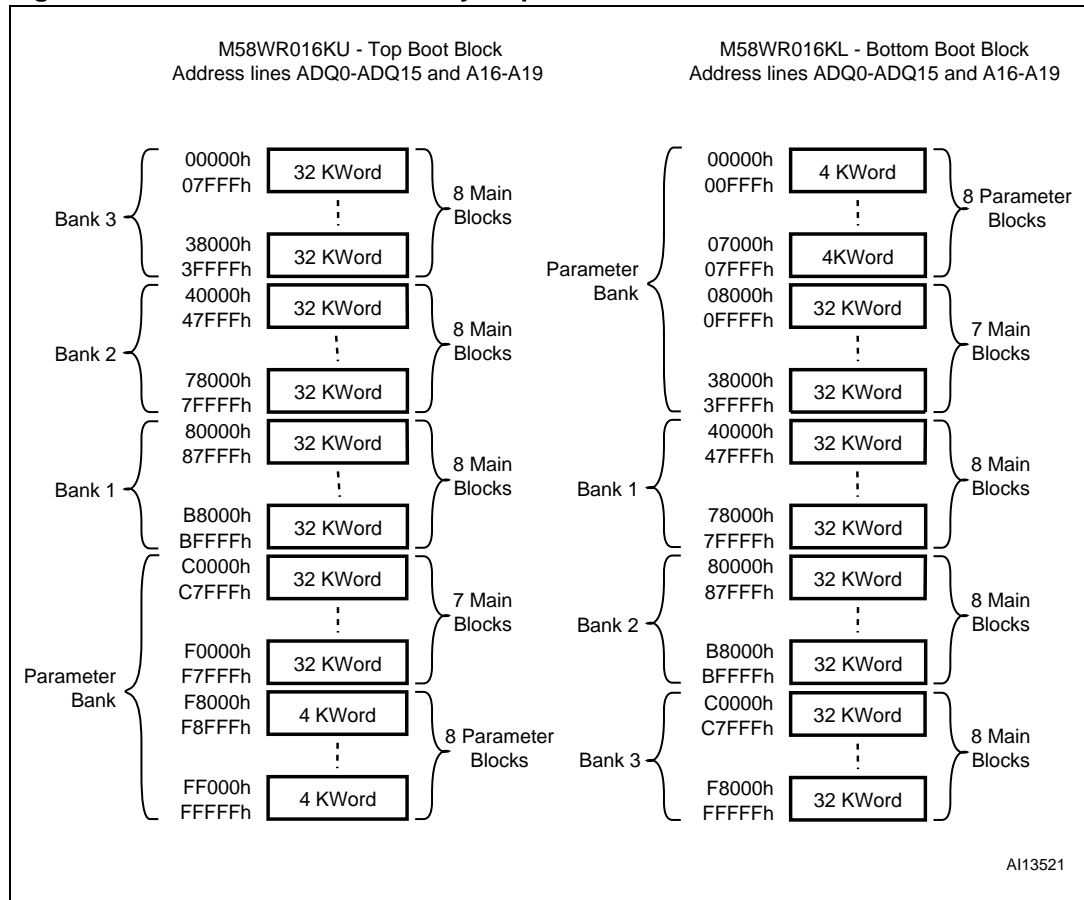 M58WR016KU - Top Boot Block
Address lines ADQ0-ADQ15 and A16-A19
Bank 3
00000h
07FFFh
32 KWord
38000h
3FFFFh
32 KWord
8 Main
Blocks
Bank 2
40000h
47FFFh
32 KWord
78000h
7FFFFh
32 KWord
8 Main
Blocks
Bank 1
80000h
87FFFh
32 KWord
B8000h
BFFFFh
32 KWord
8 Main
Blocks
Parameter
Bank
C0000h
C7FFFh
32 KWord
F0000h
F7FFFh
32 KWord
7 Main
Blocks
F8000h
F8FFFh
4 KWord
FF000h
FFFFFh
4 KWord
8 Parameter
Blocks
M58WR016KL - Bottom Boot Block
Address lines ADQ0-ADQ15 and A16-A19
Parameter
Bank
00000h
00FFFh
4 KWord
07000h
07FFFh
4KWord
8 Parameter
Blocks
08000h
0FFFFh
32 KWord
38000h
3FFFFh
32 KWord
7 Main
Blocks
Bank 1
40000h
47FFFh
32 KWord
78000h
7FFFFh
32 KWord
8 Main
Blocks
Bank 2
80000h
87FFFh
32 KWord
B8000h
BFFFFh
32 KWord
8 Main
Blocks
Bank 3
C0000h
C7FFFh
32 KWord
F8000h
FFFFFh
32 KWord
8 Main
Blocks
AI13521